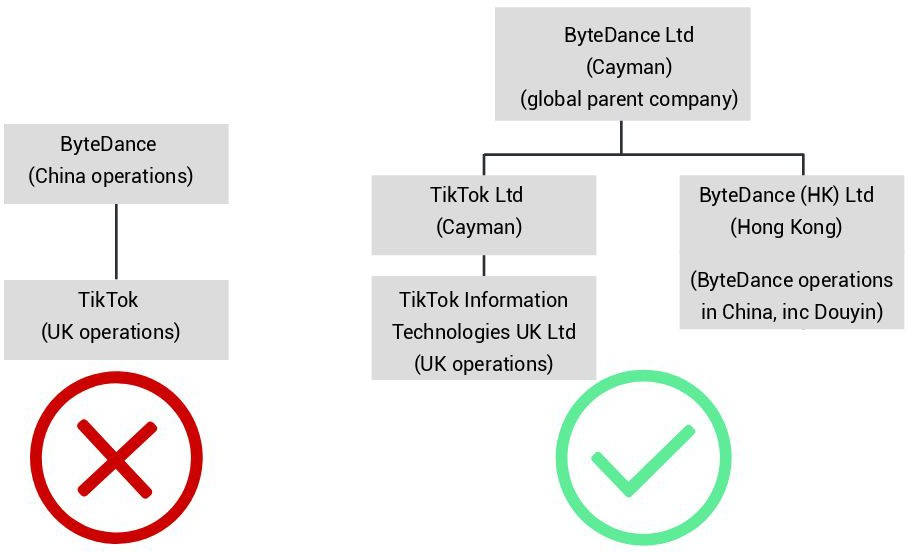 ByteDance
(China operations)
TikTok
(UK operations)
ByteDance Ltd
(Cayman)
(global parent company)
TikTok Ltd
(Cayman)
TikTok Information
Technologies UK Ltd
(UK operations)
ByteDance (HK) Ltd
(Hong Kong)
(ByteDance operations
in China, inc Douyin)